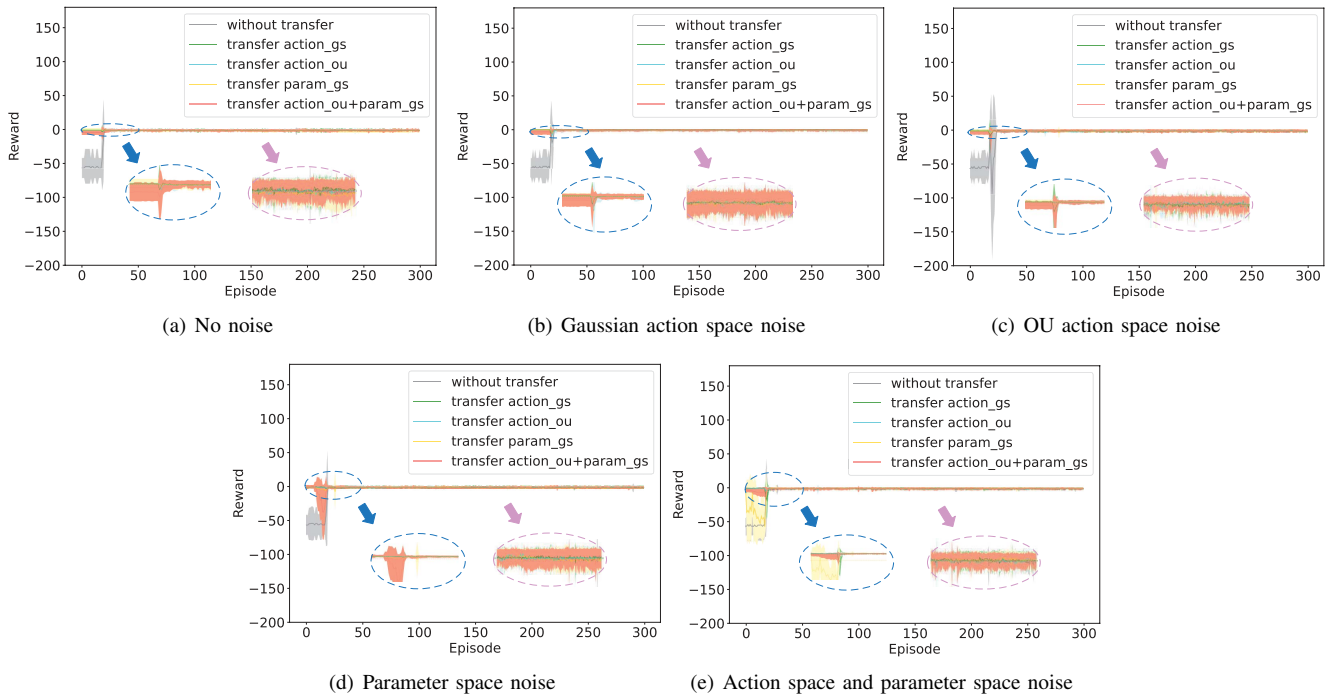 150
100
50
0
−50
−100
−150
−200
Reward
without transfer
transfer action_gs
transfer action_ou
transfer param_gs
transfer action_ou+param_gs
0 50 100 150 200 250 300
Episode
(a) No noise
150
100
50
0
−50
−100
−150
−200
Reward
without transfer
transfer action_gs
transfer action_ou
transfer param_gs
transfer action_ou+param_gs
0 50 100 150 200 250 300
Episode
(b) Gaussian action space noise
150
100
50
0
−50
−100
−150
−200
Reward
without transfer
transfer action_gs
transfer action_ou
transfer param_gs
transfer action_ou+param_gs
0 50 100 150 200 250 300
Episode
(c) OU action space noise
150
100
50
0
−50
−100
−150
−200
Reward
without transfer
transfer action_gs
transfer action_ou
transfer param_gs
transfer action_ou+param_gs
0 50 100 150 200 250 300
Episode
(d) Parameter space noise
150
100
50
0
−50
−100
−150
−200
Reward
without transfer
transfer action_gs
transfer action_ou
transfer param_gs
transfer action_ou+param_gs
0 50 100 150 200 250 300
Episode
(e) Action space and parameter space noise